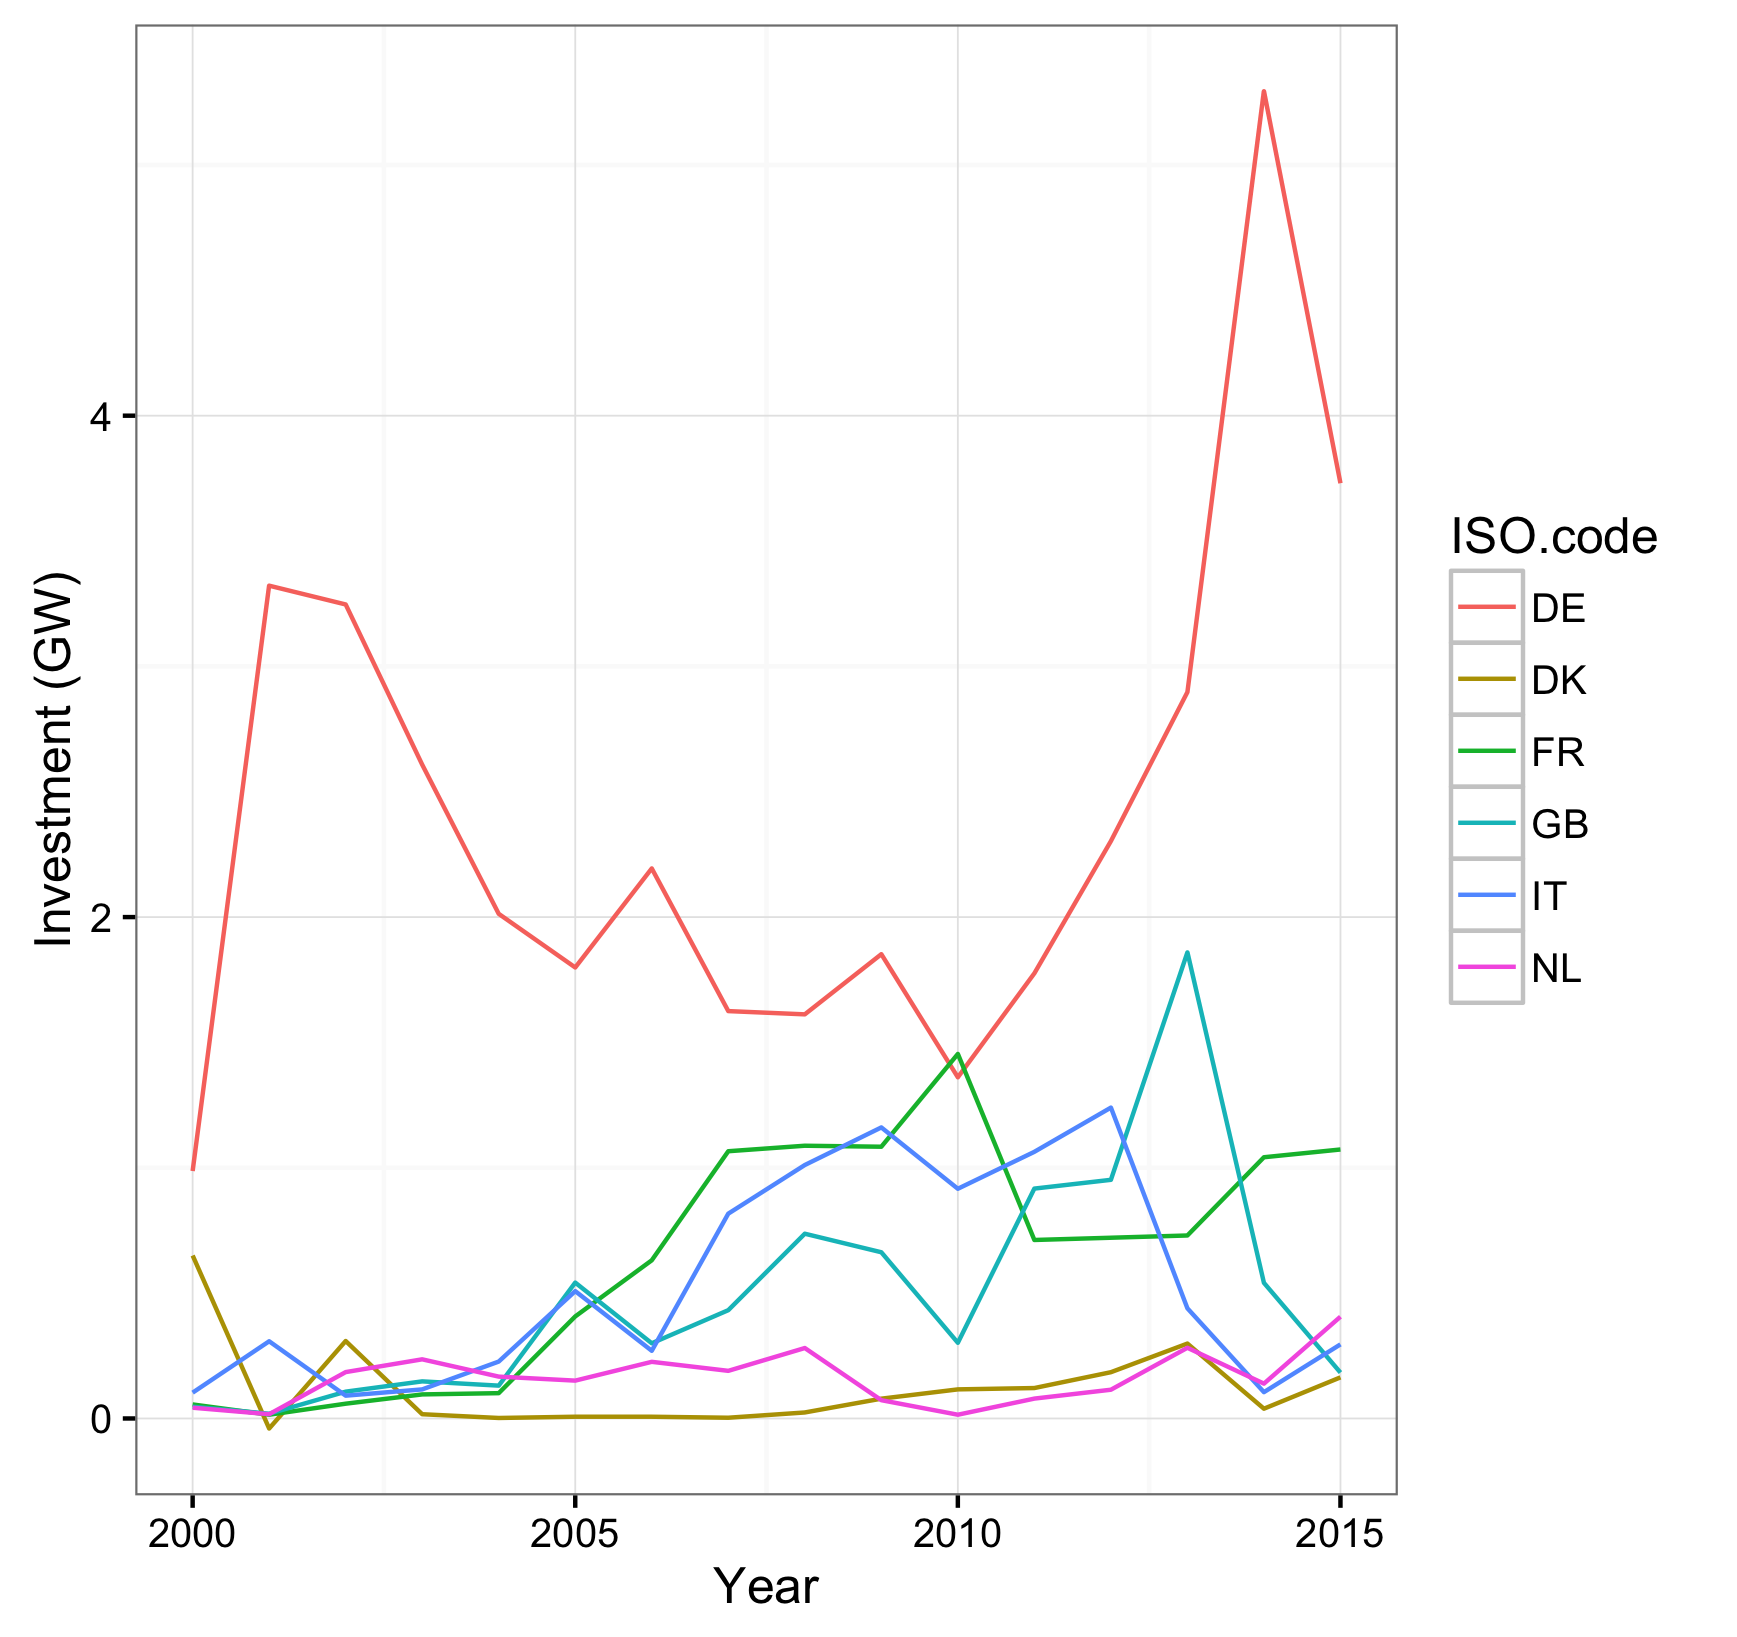 Investment (GW)
4
2
0
2000 2005 2010 2015
Year
ISO.code
DE
DK
FR
GB
IT
NL